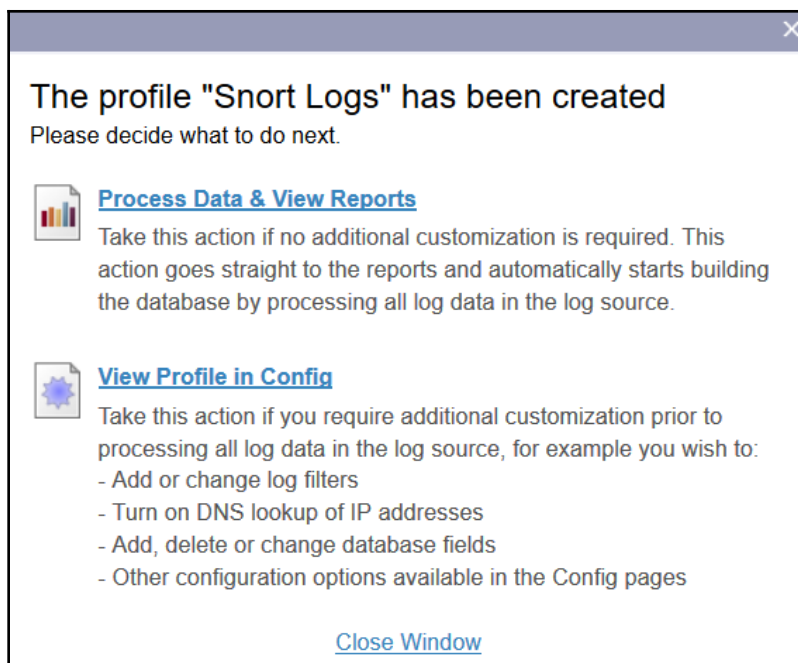 The profile "Snort Logs" has been created
Please decide what to do next.
Process Data & View Reports
Take this action if no additional customization is required. This
action goes straight to the reports and automatically starts building
the database by processing all log data in the log source.
View Profile in Config
Take this action if you require additional customization prior to
processing all log data in the log source, for example you wish to:
- Add or change log filters
- Turn on DNS lookup of IP addresses
- Add, delete or change database fields
- Other configuration options available in the Config pages
Close Window